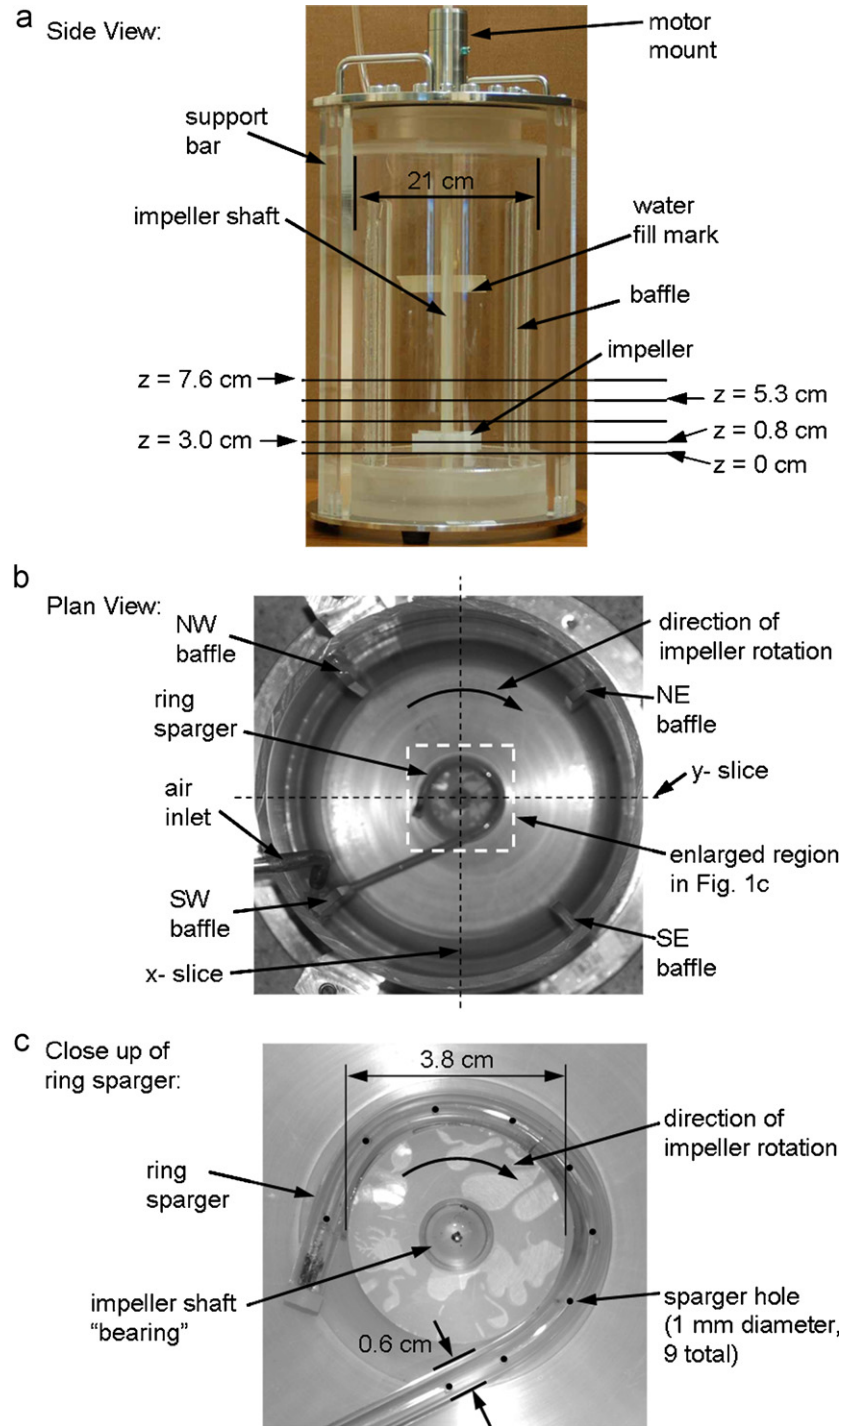 a
Side View:
motor
mount
support
bar
21 cm
impeller shaft
water
fill mark
baffle
impeller
z = 7.6 cm
z = 5.3 cm
z = 3.0 cm
z = 0.8 cm
z = 0 cm
b
Plan View:
NW
baffle
direction of
impeller rotation
ring
sparger
NE
baffle
y- slice
air
inlet
enlarged region
in Fig. 1c
SW
baffle
SE
baffle
x- slice
c
Close up of
ring sparger:
3.8 cm
direction of
impeller rotation
ring
sparger
impeller shaft
“bearing”
0.6 cm
sparger hole
(1 mm diameter,
9 total)